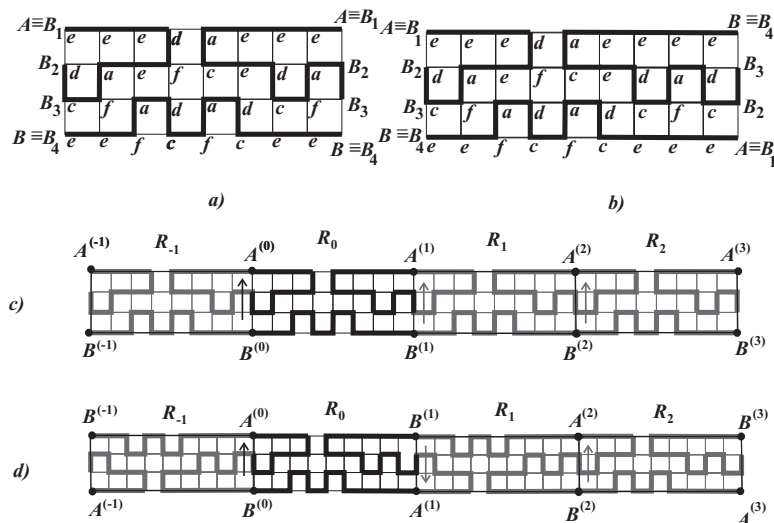 A≡B1 e e e d a e e e A≡B1
B2 d a e f c e d a B2
B3 c f a d a d c f B3
B≡B4 e e f c f c e e B≡B4
a)
A≡B1 e e e d a e e e e B≡B4
B2 d a e f c e d a d B3
B3 c f a d a d c f c B2
B≡B4 e e f c f c e e e A≡B1
b)
A(-1) R-1 A(0) R0 A(1) R1 A(2) R2 A(3)
c)
B(-1) B(0) B(1) B(2) B(3)
B(-1) R-1 A(0) R0 B(1) R1 A(2) R2 B(3)
d)
A(-1) B(0) A(1) B(2) A(3)